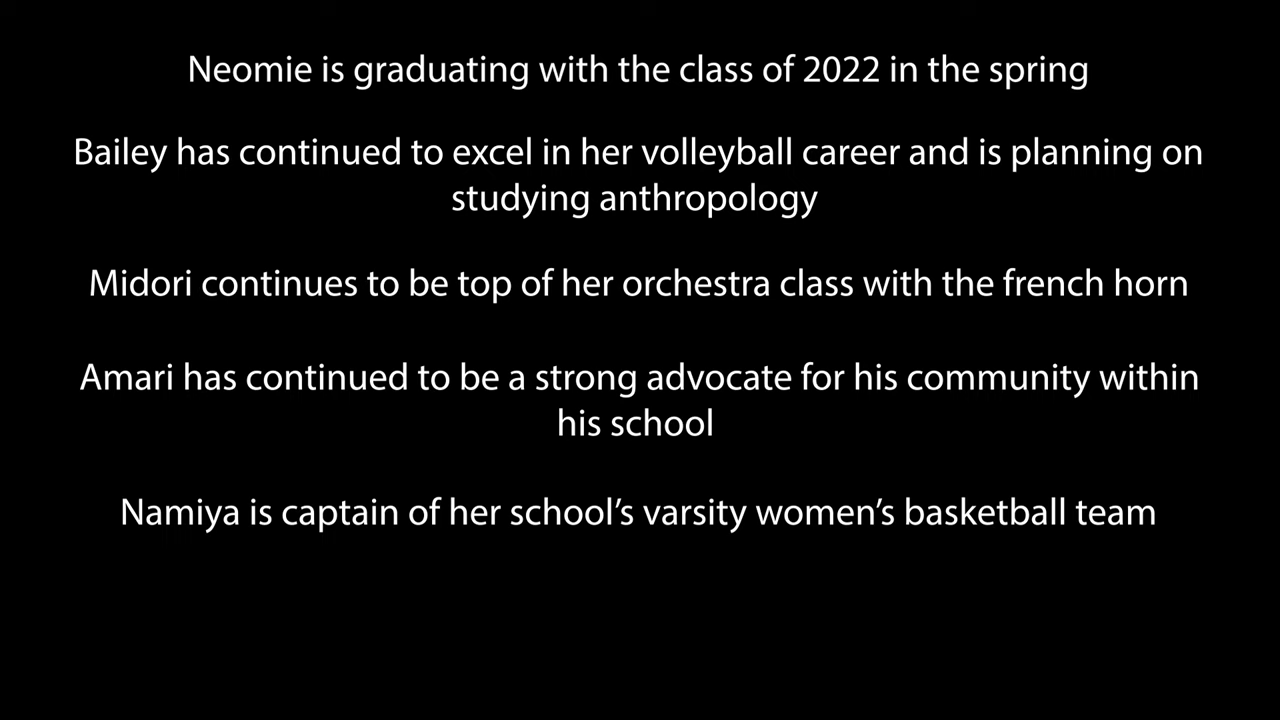 Neomie is graduating with the class of 2022 in the spring
Bailey has continued to excel in her volleyball career and is planning on
studying anthropology
Midori continues to be top of her orchestra class with the french horn
Amari has continued to be a strong advocate for his community within
his school
Namiya is captain of her school’s varsity women’s basketball team